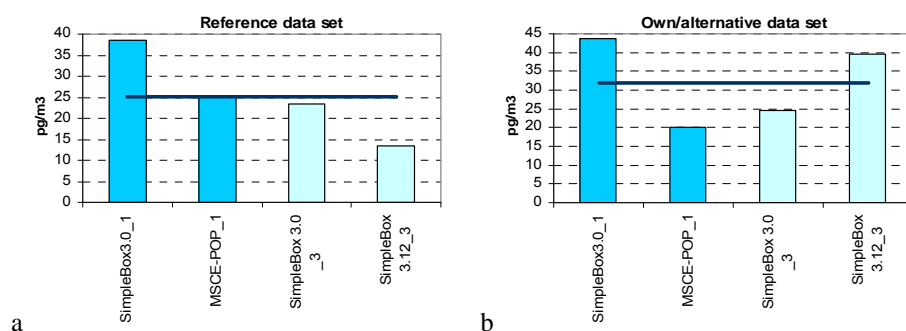 Reference data set
pg/m3
40
35
30
25
20
15
10
5
0
SimpleBox3.0_1
MSCE-POP_1
SimpleBox 3.0
_3
SimpleBox
3.12_3
a
Own/alternative data set
pg/m3
45
40
35
30
25
20
15
10
5
0
SimpleBox3.0_1
MSCE-POP_1
SimpleBox 3.0
_3
SimpleBox
3.12_3
b